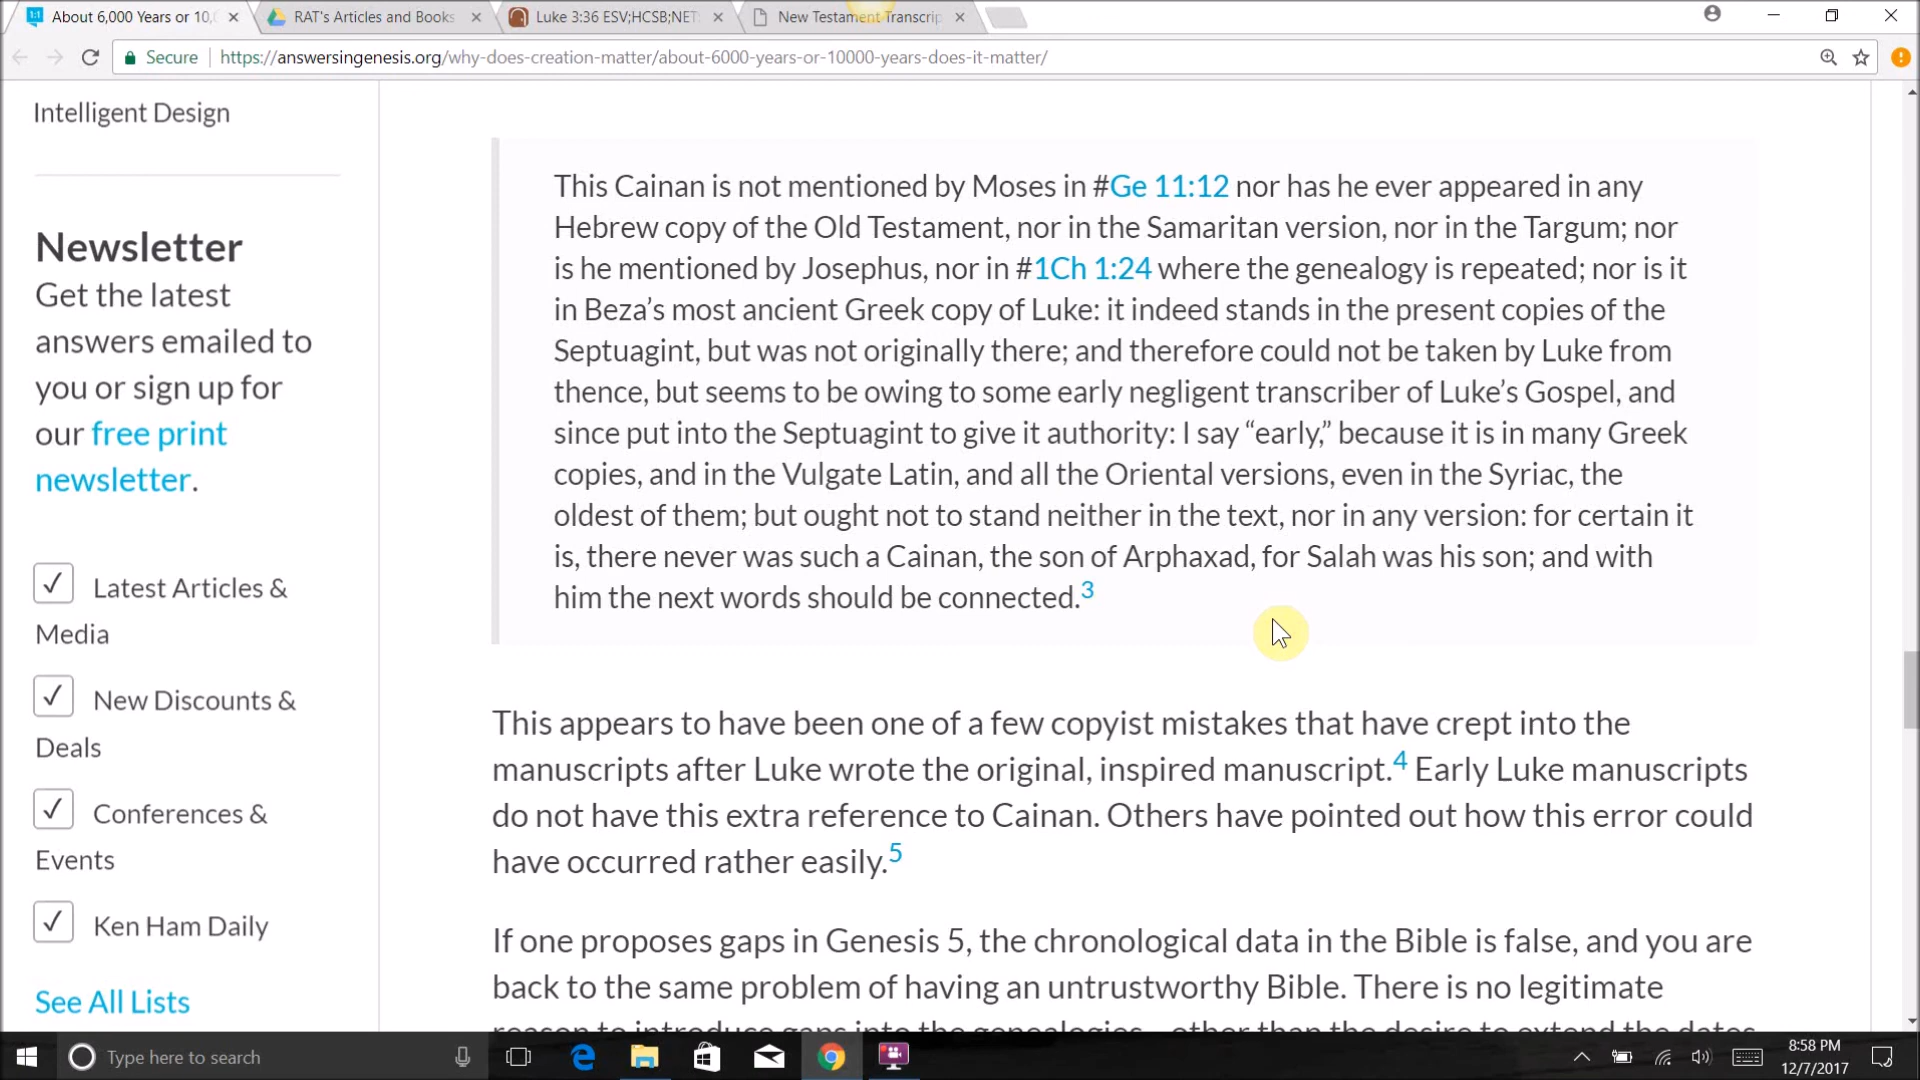 About 6,000 Years or 10,
RAT's Articles and Books
Luke 3:36 ESV;HCSB;NET
New Testament Transcrip
Secure
https://answersingenesis.org/why-does-creation-matter/about-6000-years-or-10000-years-does-it-matter/
Intelligent Design
Newsletter
Get the latest
answers emailed to
you or sign up for
our free print
newsletter.
✓ Latest Articles &
Media
✓ New Discounts &
Deals
✓ Conferences &
Events
✓ Ken Ham Daily
See All Lists
This Cainan is not mentioned by Moses in #Ge 11:12 nor has he ever appeared in any
Hebrew copy of the Old Testament, nor in the Samaritan version, nor in the Targum; nor
is he mentioned by Josephus, nor in #1Ch 1:24 where the genealogy is repeated; nor is it
in Beza’s most ancient Greek copy of Luke: it indeed stands in the present copies of the
Septuagint, but was not originally there; and therefore could not be taken by Luke from
thence, but seems to be owing to some early negligent transcriber of Luke’s Gospel, and
since put into the Septuagint to give it authority: I say “early,” because it is in many Greek
copies, and in the Vulgate Latin, and all the Oriental versions, even in the Syriac, the
oldest of them; but ought not to stand neither in the text, nor in any version: for certain it
is, there never was such a Cainan, the son of Arphaxad, for Salah was his son; and with
him the next words should be connected.3
This appears to have been one of a few copyist mistakes that have crept into the
manuscripts after Luke wrote the original, inspired manuscript.4 Early Luke manuscripts
do not have this extra reference to Cainan. Others have pointed out how this error could
have occurred rather easily.5
If one proposes gaps in Genesis 5, the chronological data in the Bible is false, and you are
back to the same problem of having an untrustworthy Bible. There is no legitimate
reason to introduce gaps into the genealogies—other than the desire to extend the dates
Type here to search
8:58 PM
12/7/2017